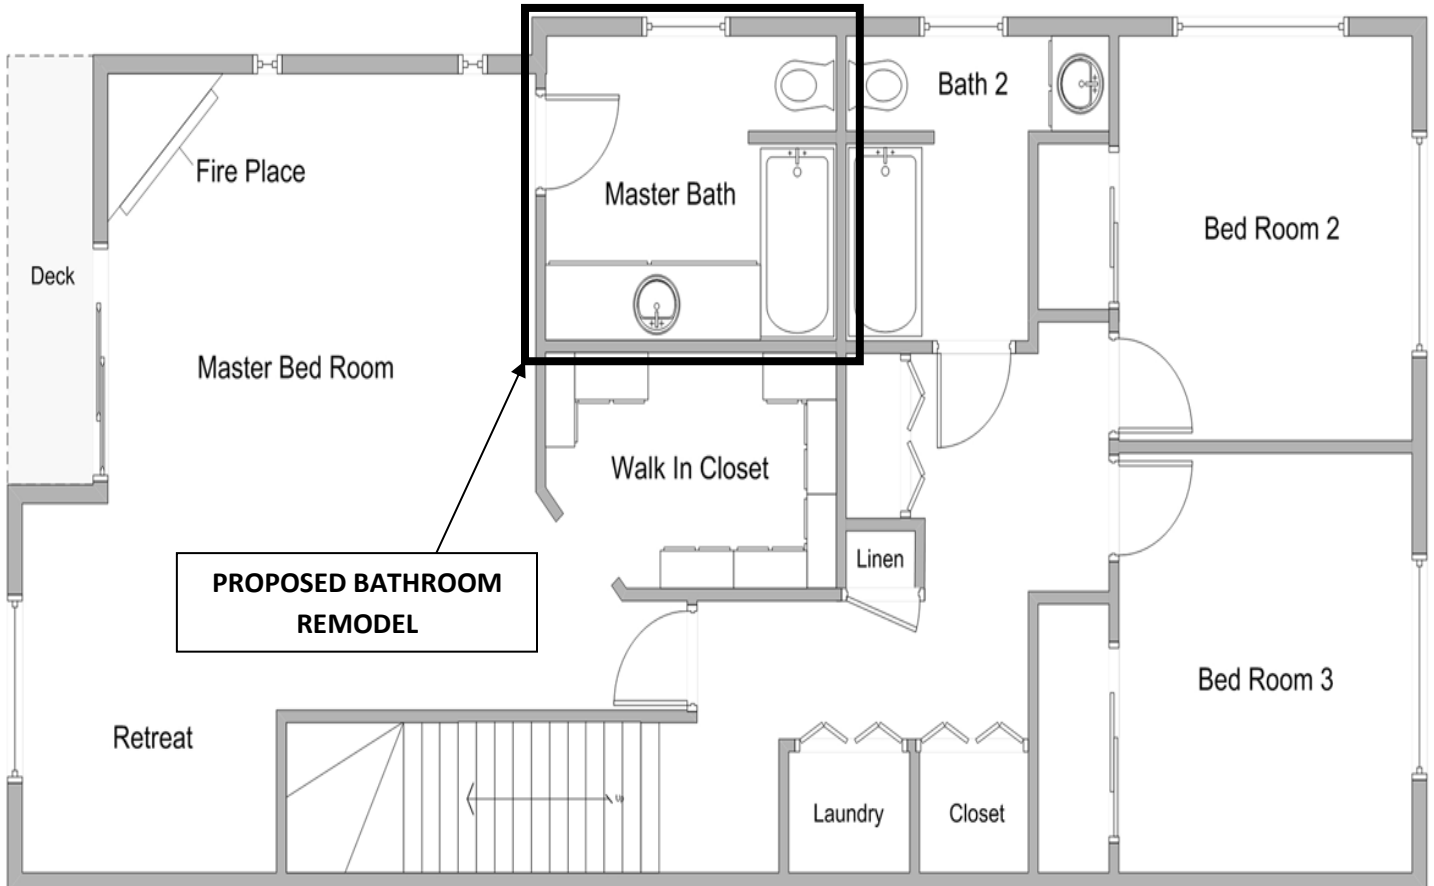 Bath 2
Fire Place
Master Bath
Bed Room 2
Deck
Master Bed Room
Walk In Closet
Linen
PROPOSED BATHROOM
REMODEL
Bed Room 3
Retreat
Up
Laundry
Closet